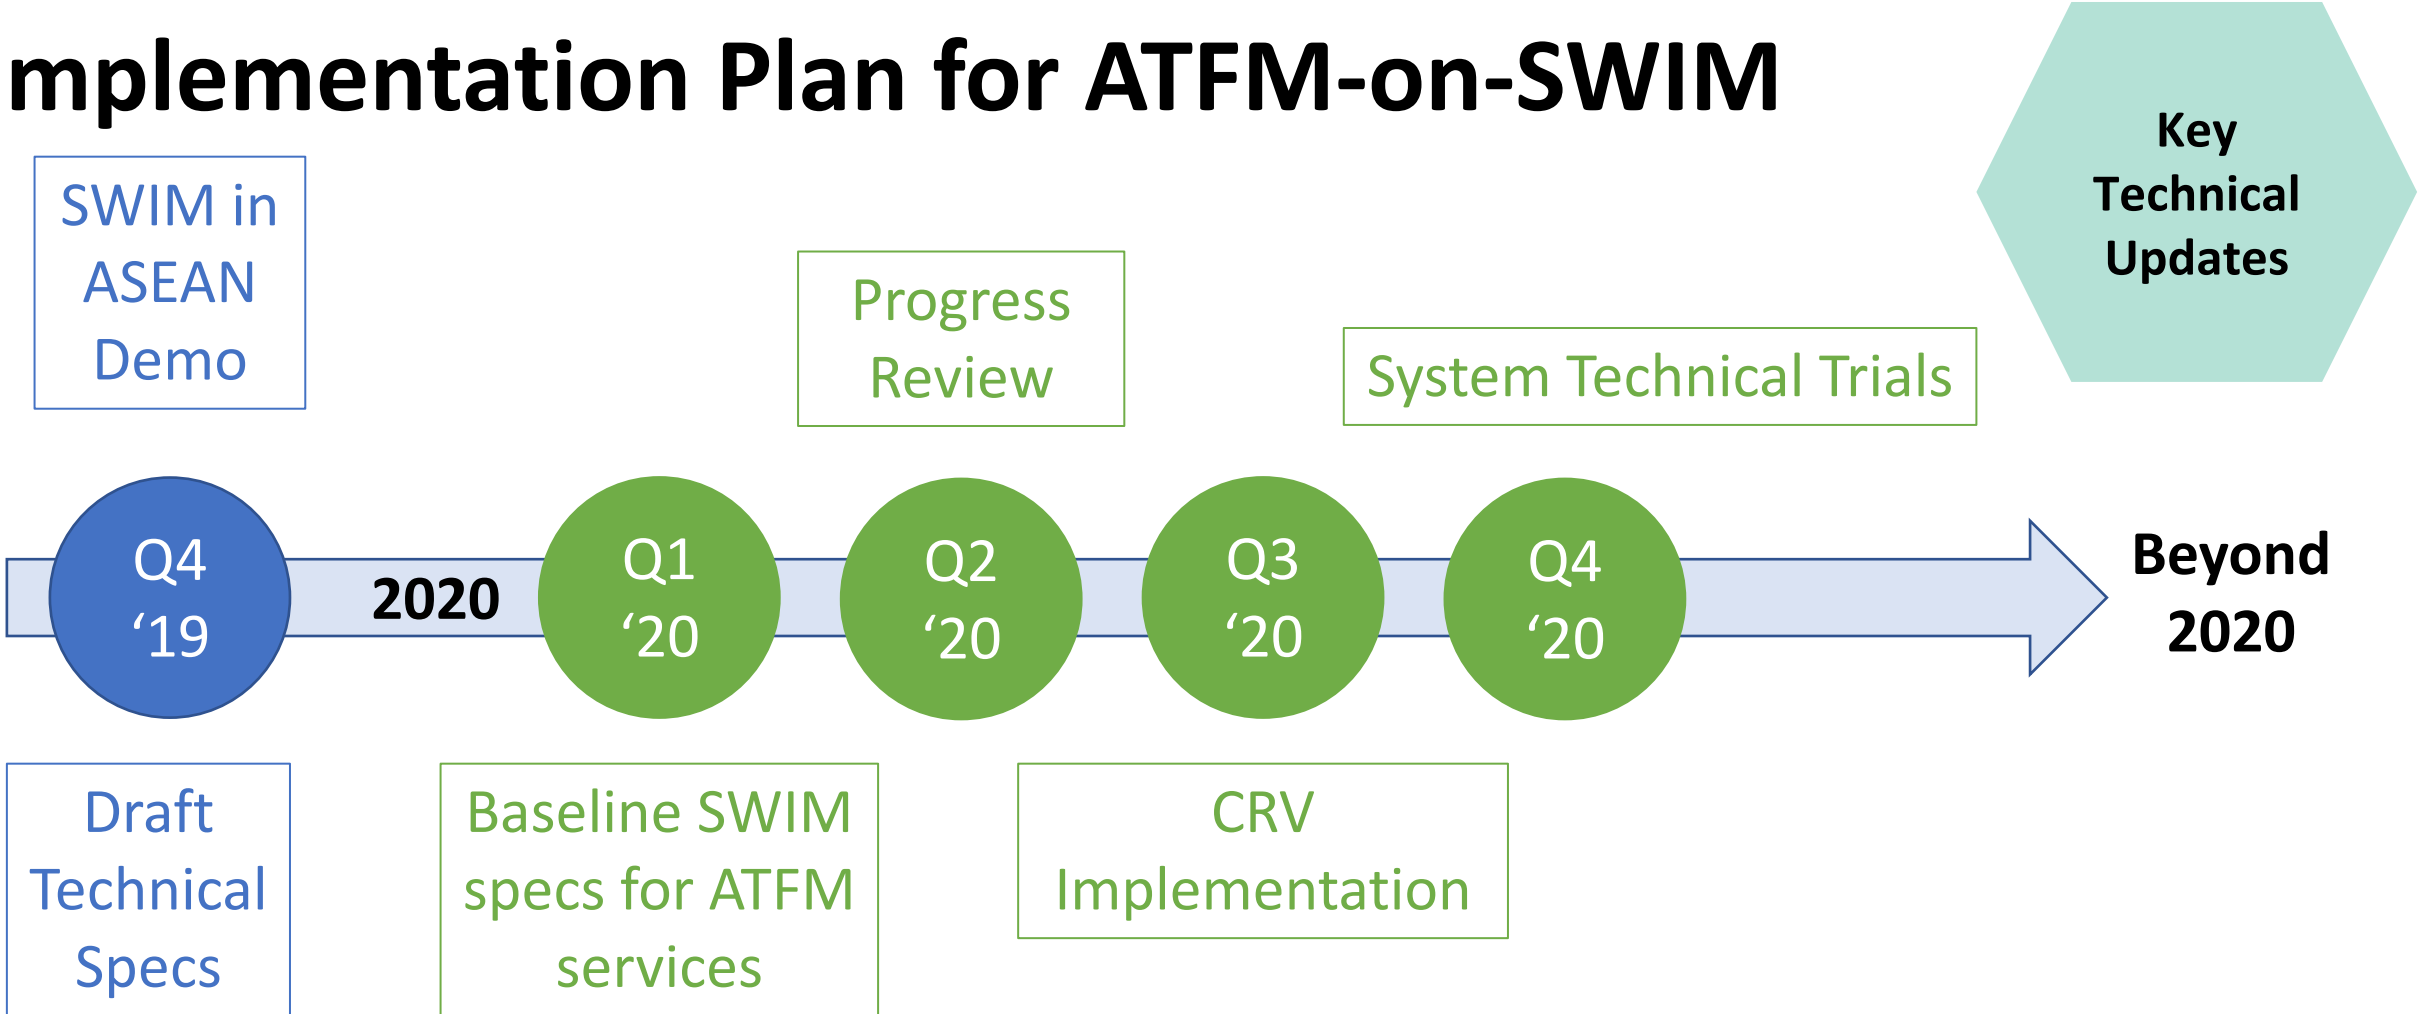 mplementation Plan for ATFM-on-SWIM
Key
Technical
Updates
SWIM in
ASEAN
Demo
Progress
Review
System Technical Trials
Q4
‘19
2020
Q1
‘20
Q2
‘20
Q3
‘20
Q4
‘20
Beyond
2020
Draft
Technical
Specs
Baseline SWIM
specs for ATFM
services
CRV
Implementation